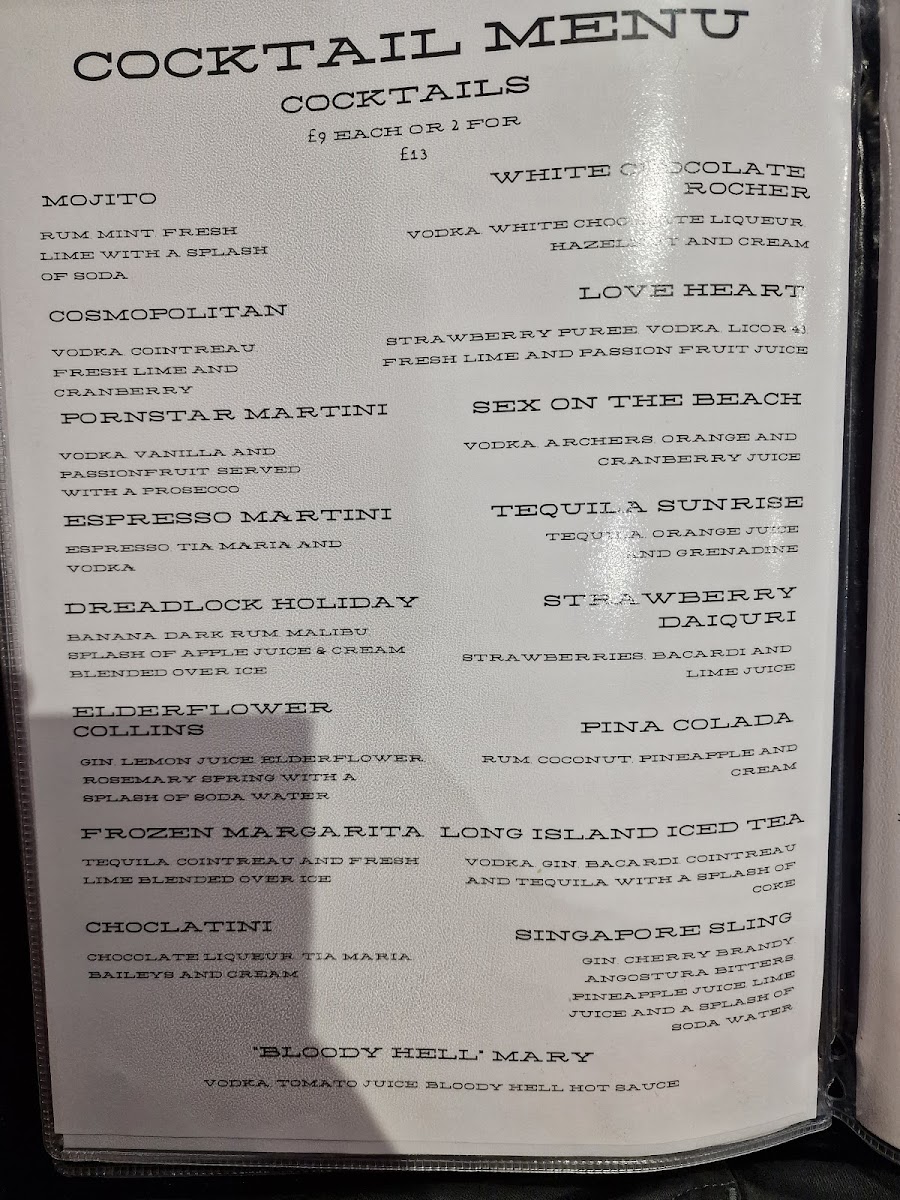 COCKTAIL MENU
COCKTAILS
£9 EACH OR 2 FOR
£13
MOJITO
RUM MINT FRESH
LIME WITH A SPLASH
OF SODA
COSMOPOLITAN
VODKA COINTREAU
FRESH LIME AND
CRANBERRY
PORNSTAR MARTINI
VODKA VANILLA AND
PASSIONFRUIT SERVED
WITH A PROSECCO
ESPRESSO MARTINI
ESPRESSO TIA MARIA AND
VODKA
DREADLOCK HOLIDAY
BANANA DARK RUM MALIBU
SPLASH OF APPLE JUICE & CREAM
BLENDED OVER ICE
ELDERFLOWER
COLLINS
GIN LEMON JUICE ELDERFLOWER
ROSEMARY SPRING WITH A
SPLASH OF SODA WATER
FROZEN MARGARITA
TEQUILA COINTREAU AND FRESH
LIME BLENDED OVER ICE
CHOCLATINI
CHOCOLATE LIQUEUR TIA MARIA
BAILEYS AND CREAM
WHITE CHOCOLATE
ROCHER
VODKA WHITE CHOCOLATE LIQUEUR
HAZELNUT AND CREAM
LOVE HEART
STRAWBERRY PUREE VODKA LICOR 43
FRESH LIME AND PASSION FRUIT JUICE
SEX ON THE BEACH
VODKA ARCHERS ORANGE AND
CRANBERRY JUICE
TEQUILA SUNRISE
TEQUILA ORANGE JUICE
AND GRENADINE
STRAWBERRY
DAIQURI
STRAWBERRIES BACARDI AND
LIME JUICE
PINA COLADA
RUM COCONUT PINEAPPLE AND
CREAM
LONG ISLAND ICED TEA
VODKA GIN BACARDI COINTREAU
AND TEQUILA WITH A SPLASH OF
COKE
SINGAPORE SLING
GIN CHERRY BRANDY
ANGOSTURA BITTERS
PINEAPPLE JUICE LIME
JUICE AND A SPLASH OF
SODA WATER
"BLOODY HELL" MARY
VODKA TOMATO JUICE BLOODY HELL HOT SAUCE